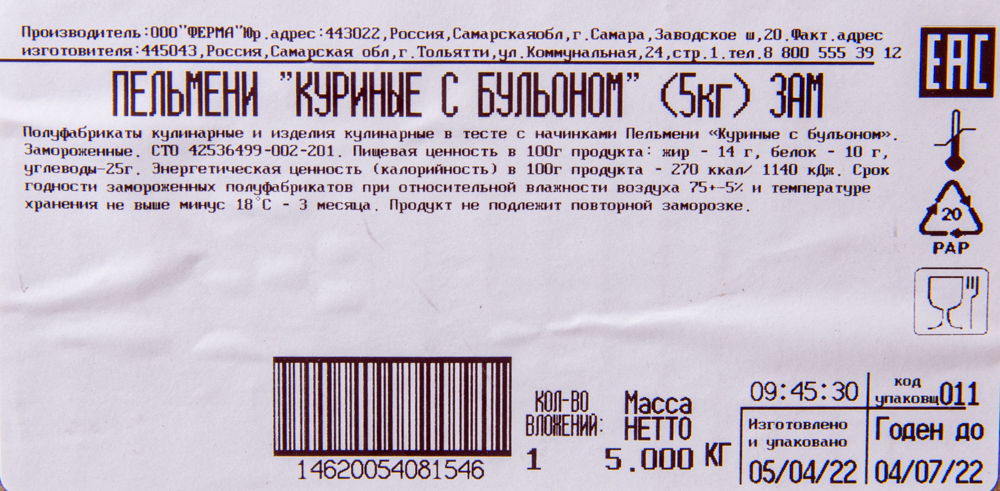 Производитель:ООО"ФЕРМА"Юр.адрес:443022,Россия,Самарскаяобл,г.Самара,Заводское ш,20.Факт.адрес
изготовителя:445043,Россия,Самарская обл,г.Тольятти,ул.Коммунальная,24,стр.1.тел.8 800 555 39 12
ПЕЛЬМЕНИ "КУРИНЫЕ С БУЛЬОНОМ" (5кг) ЗАМ
Полуфабрикаты кулинарные и изделия кулинарные в тесте с начинками Пельмени «Куриные с бульоном».
Замороженные. СТО 42536499-002-201. Пищевая ценность в 100г продукта: жир - 14 г, белок - 10 г,
углеводы-25г. Энергетическая ценность (калорийность) в 100г продукта - 270 ккал/ 1140 кДж. Срок
годности замороженных полуфабрикатов при относительной влажности воздуха 75+-5% и температуре
хранения не выше минус 18°С - 3 месяца. Продукт не подлежит повторной заморозке.
EAC
20
PAP
14620054081546
КОЛ-ВО
ВЛОЖЕНИЙ:
1
Масса
НЕТТО
5.000 КГ
09:45:30
код
упаковщ011
Изготовлено
и упаковано
05/04/22
Годен до
04/07/22